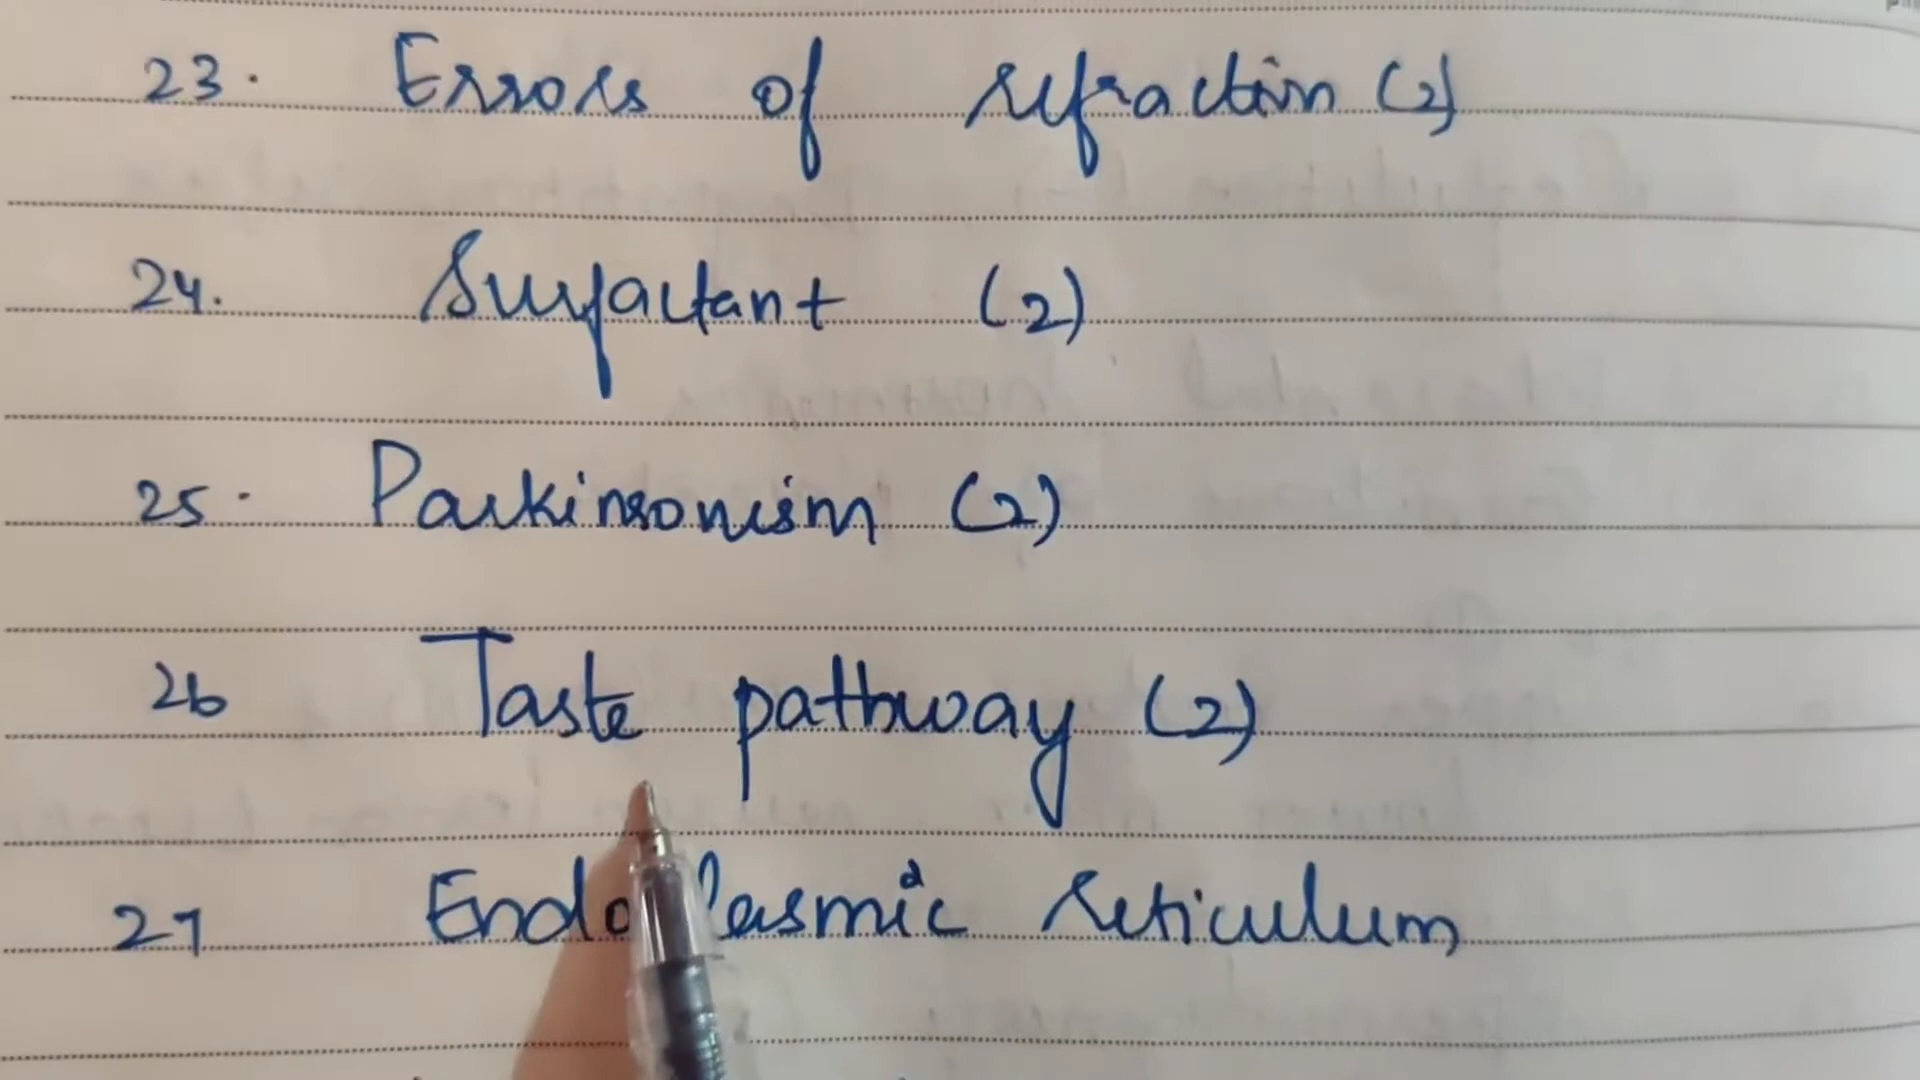 23. Errors of refraction (2)
24. Surfactant (2)
25. Parkinsonism (2)
26 Taste pathway (2)
27 Endoplasmic reticulum